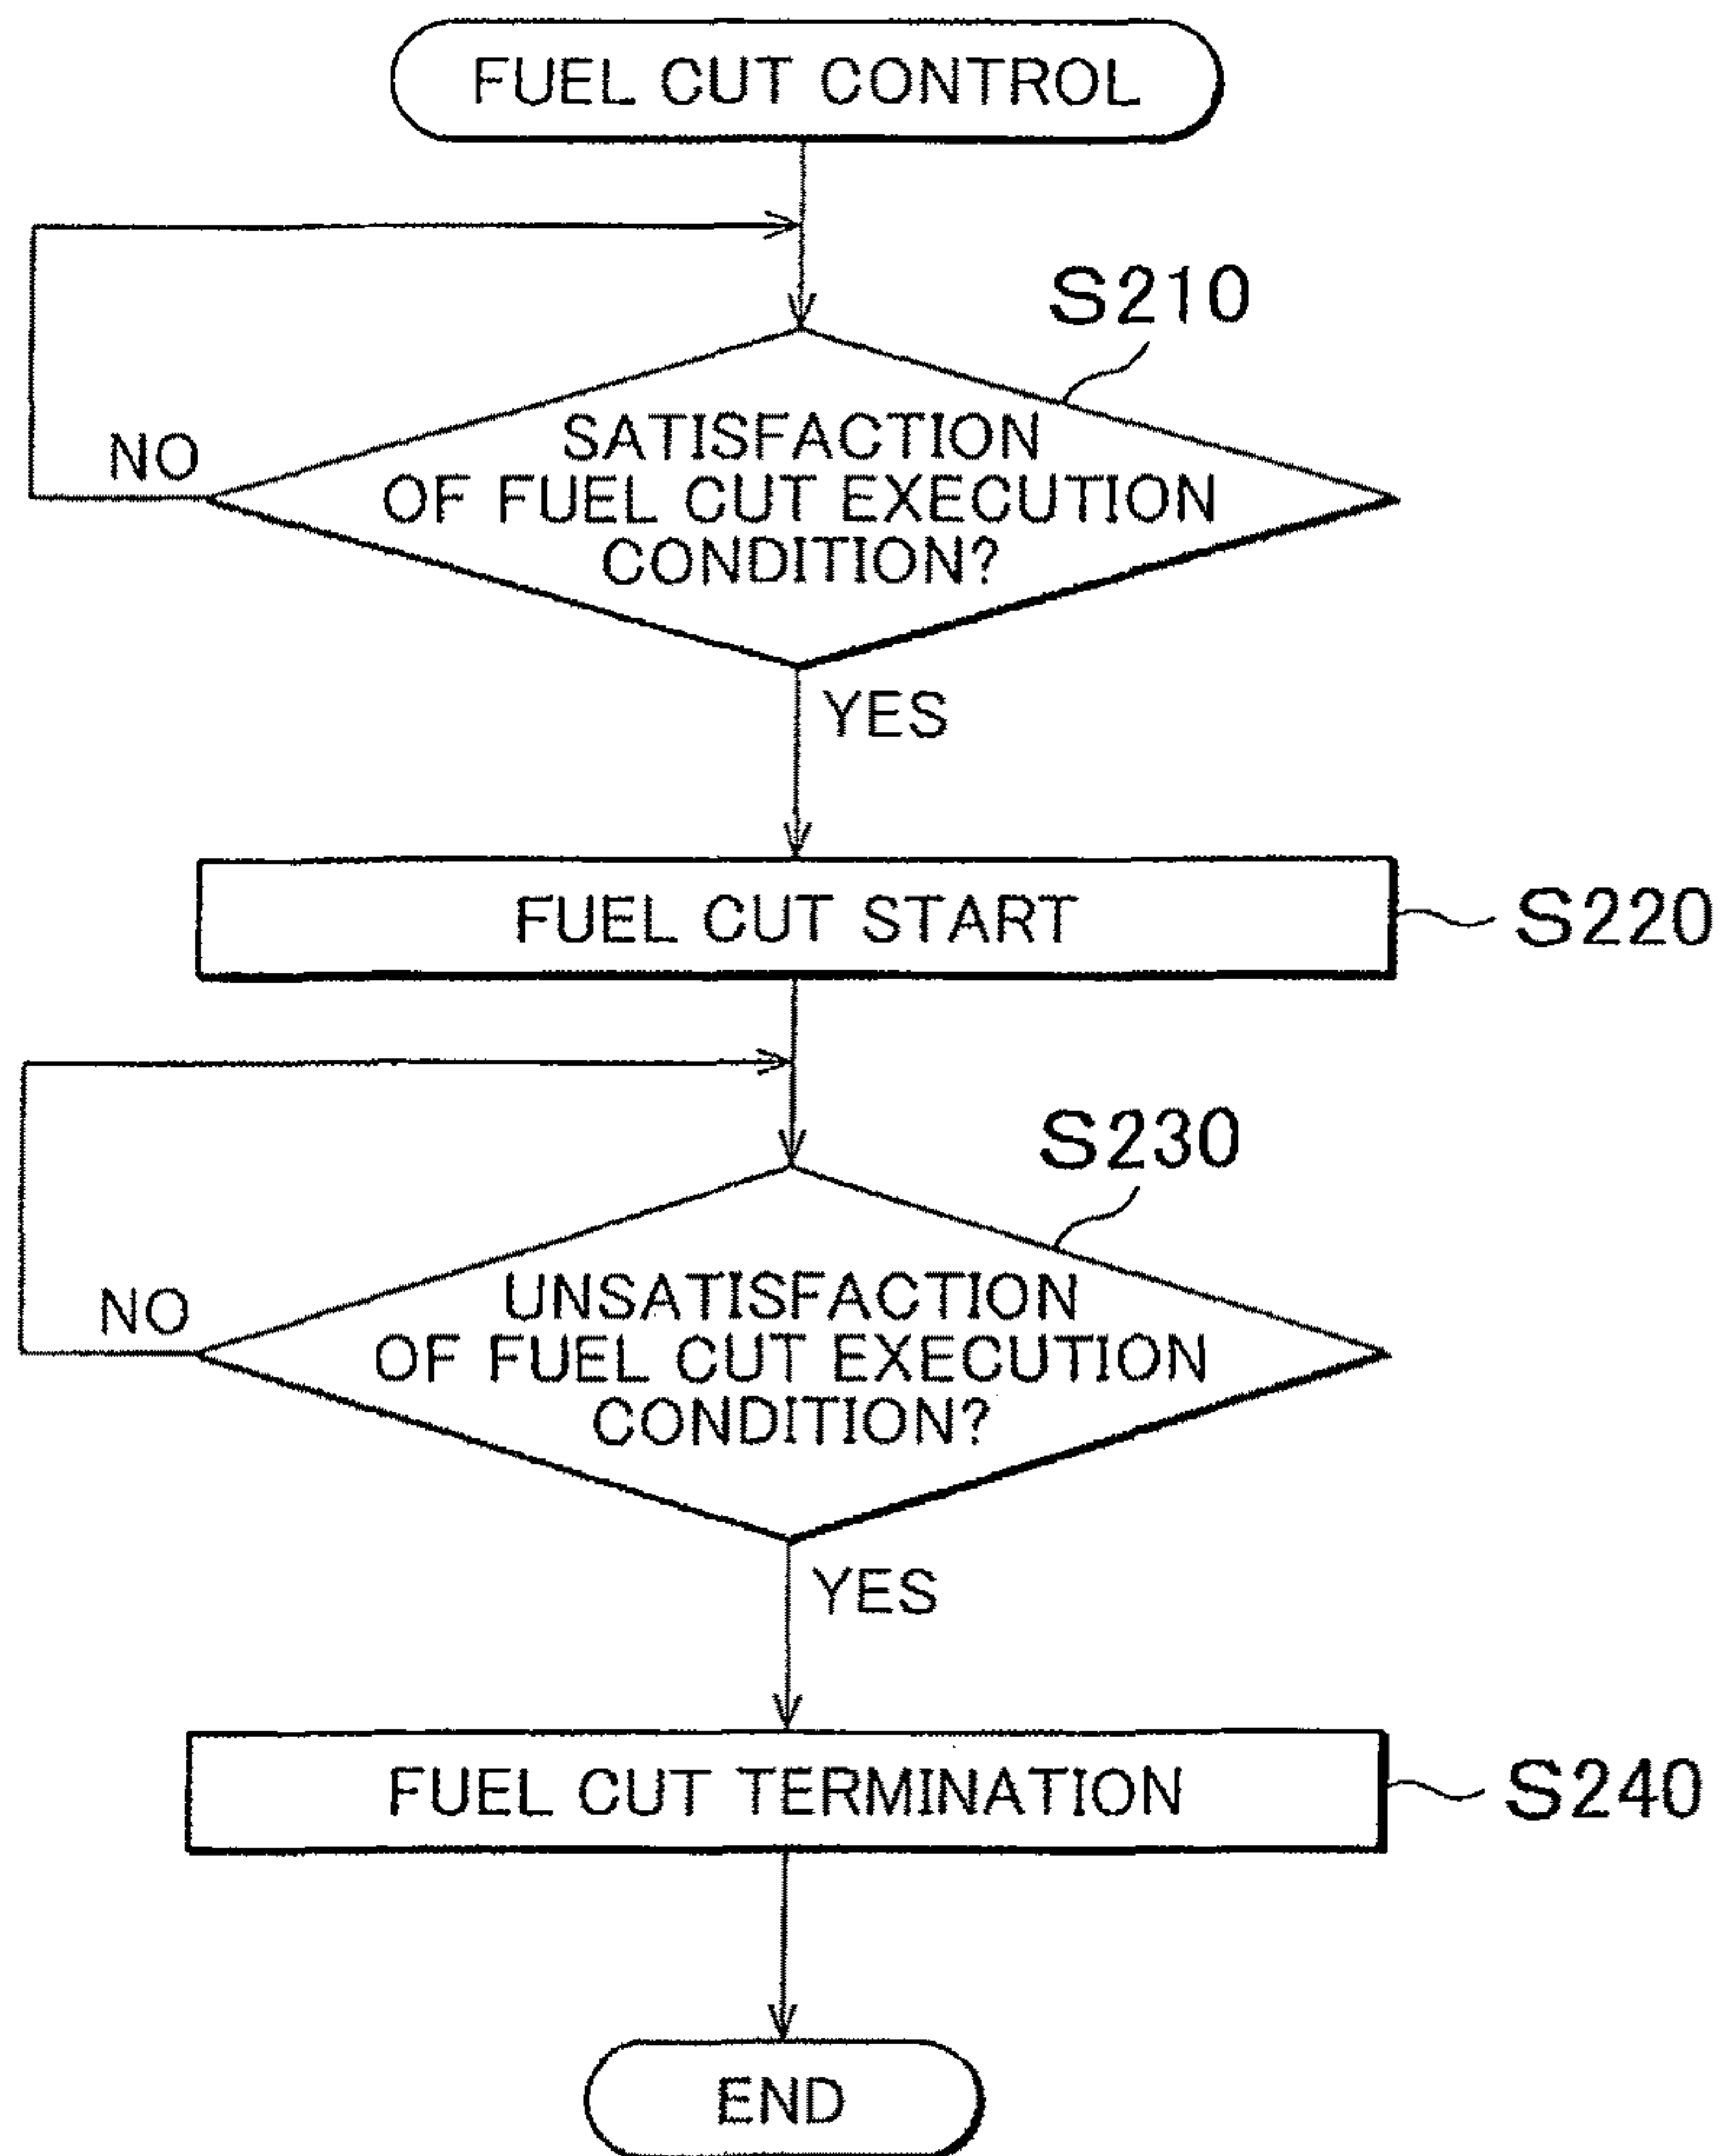 FUEL CUT CONTROL
S210
SATISFACTION
OF FUEL CUT EXECUTION
CONDITION?
NO
YES
FUEL CUT START
S220
S230
UNSATISFACTION
OF FUEL CUT EXECUTION
CONDITION?
NO
YES
FUEL CUT TERMINATION
S240
END